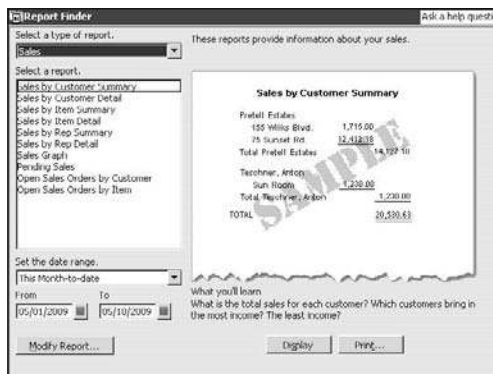 Report Finder
Ask a help questi
Select a type of report.
Sales
Select a report.
Sales by Customer Summary
Sales by Customer Detail
Sales by Item Summary
Sales by Item Detail
Sales by Rep Summary
Sales by Rep Detail
Sales Graph
Pending Sales
Open Sales Orders by Customer
Open Sales Orders by Item
Set the date range.
This Month-to-date
From To
05/01/2009 05/10/2009
Modify Report...
These reports provide information about your sales.
Sales by Customer Summary
Pretell Estates
155 Wilks Blvd. 1,715.00
75 Sunset Rd.
Total Pretell Estates
Teschner, Anton
Sun Room 1,230.00
Total Teschner, Anton 1,230.00
TOTAL 20,530.63
SAMPLE
What you'll learn
What is the total sales for each customer? Which customers bring in
the most income? The least income?
Display Print...